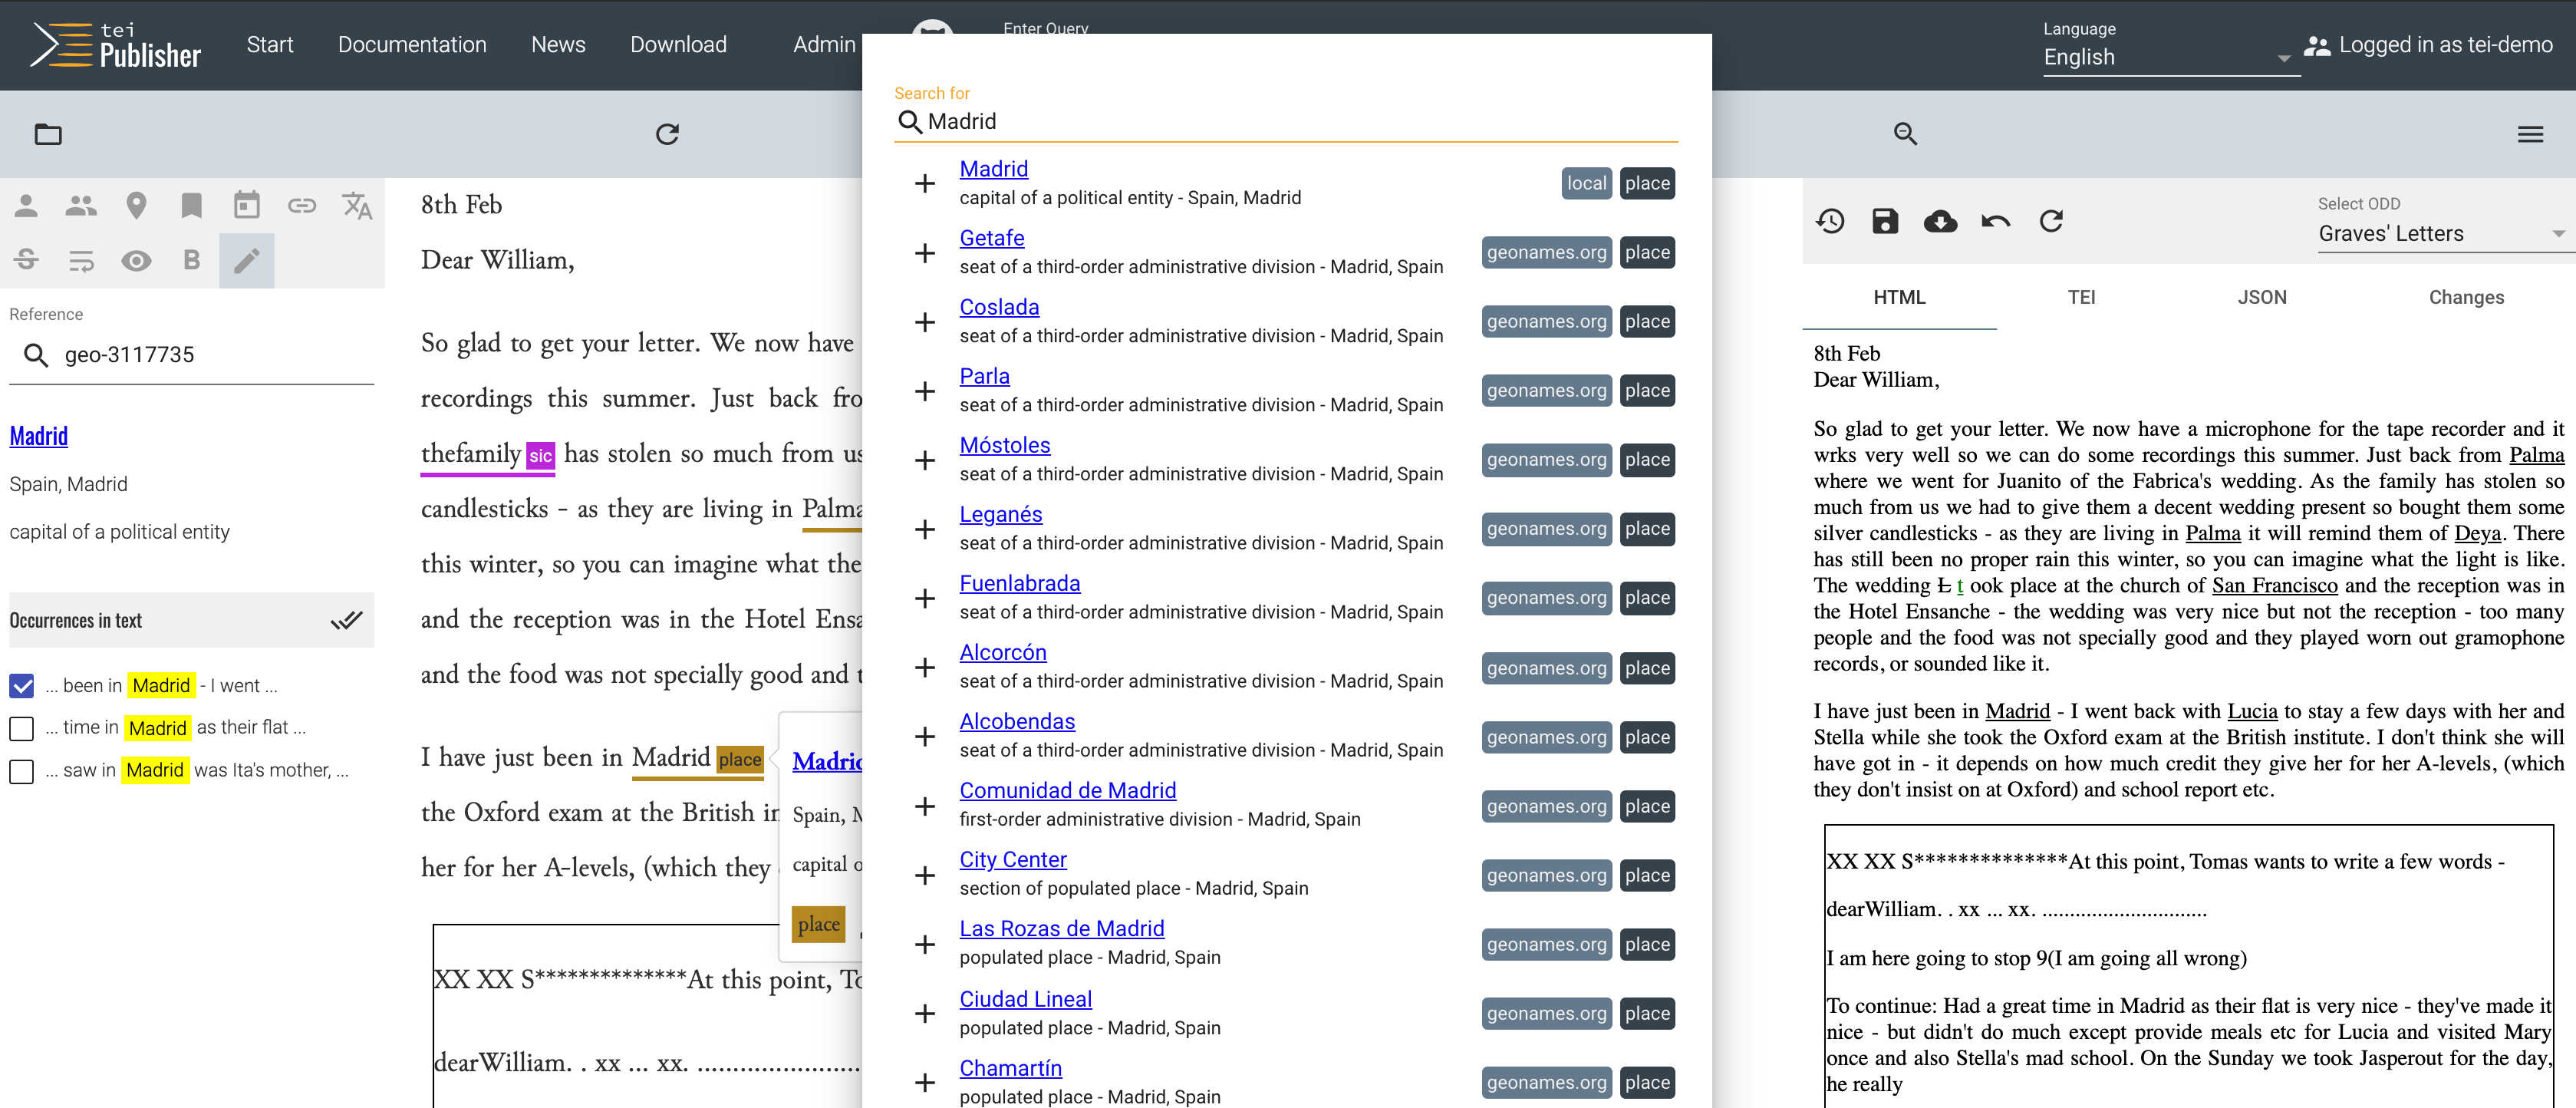 tei
Publisher
Start
Documentation
News
Download
Admin
Enter Query
Language
English
Logged in as tei-demo
Reference
geo-3117735
Madrid
Spain, Madrid
capital of a political entity
Occurrences in text
... been in Madrid - I went ...
... time in Madrid as their flat ...
... saw in Madrid was Ita's mother, ...
8th Feb
Dear William,
So glad to get your letter. We now have
recordings this summer. Just back fro
thefamily sic has stolen so much from us
candlesticks - as they are living in Palma
this winter, so you can imagine what the
and the reception was in the Hotel Ensa
and the food was not specially good and t
I have just been in Madrid place
the Oxford exam at the British in
her for her A-levels, (which they
Madrid
Spain, M
capital o
place
XX XX S**************At this point, To
dearWilliam. . xx ... xx. ........................
Search for
Madrid
Madrid
capital of a political entity - Spain, Madrid
local place
Getafe
seat of a third-order administrative division - Madrid, Spain
geonames.org place
Coslada
seat of a third-order administrative division - Madrid, Spain
geonames.org place
Parla
seat of a third-order administrative division - Madrid, Spain
geonames.org place
Móstoles
seat of a third-order administrative division - Madrid, Spain
geonames.org place
Leganés
seat of a third-order administrative division - Madrid, Spain
geonames.org place
Fuenlabrada
seat of a third-order administrative division - Madrid, Spain
geonames.org place
Alcorcón
seat of a third-order administrative division - Madrid, Spain
geonames.org place
Alcobendas
seat of a third-order administrative division - Madrid, Spain
geonames.org place
Comunidad de Madrid
first-order administrative division - Madrid, Spain
geonames.org place
City Center
section of populated place - Madrid, Spain
geonames.org place
Las Rozas de Madrid
populated place - Madrid, Spain
geonames.org place
Ciudad Lineal
populated place - Madrid, Spain
geonames.org place
Chamartín
populated place - Madrid, Spain
geonames.org place
Select ODD
Graves' Letters
HTML
TEI
JSON
Changes
8th Feb
Dear William,
So glad to get your letter. We now have a microphone for the tape recorder and it
wrks very well so we can do some recordings this summer. Just back from Palma
where we went for Juanito of the Fabrica's wedding. As the family has stolen so
much from us we had to give them a decent wedding present so bought them some
silver candlesticks - as they are living in Palma it will remind them of Deya. There
has still been no proper rain this winter, so you can imagine what the light is like.
The wedding L t ook place at the church of San Francisco and the reception was in
the Hotel Ensanche - the wedding was very nice but not the reception - too many
people and the food was not specially good and they played worn out gramophone
records, or sounded like it.
I have just been in Madrid - I went back with Lucia to stay a few days with her and
Stella while she took the Oxford exam at the British institute. I don't think she will
have got in - it depends on how much credit they give her for her A-levels, (which
they don't insist on at Oxford) and school report etc.
XX XX S**************At this point, Tomas wants to write a few words -
dearWilliam. . xx ... xx. ..............................
I am here going to stop 9(I am going all wrong)
To continue: Had a great time in Madrid as their flat is very nice - they've made it
nice - but didn't do much except provide meals etc for Lucia and visited Mary
once and also Stella's mad school. On the Sunday we took Jasperout for the day,
he really